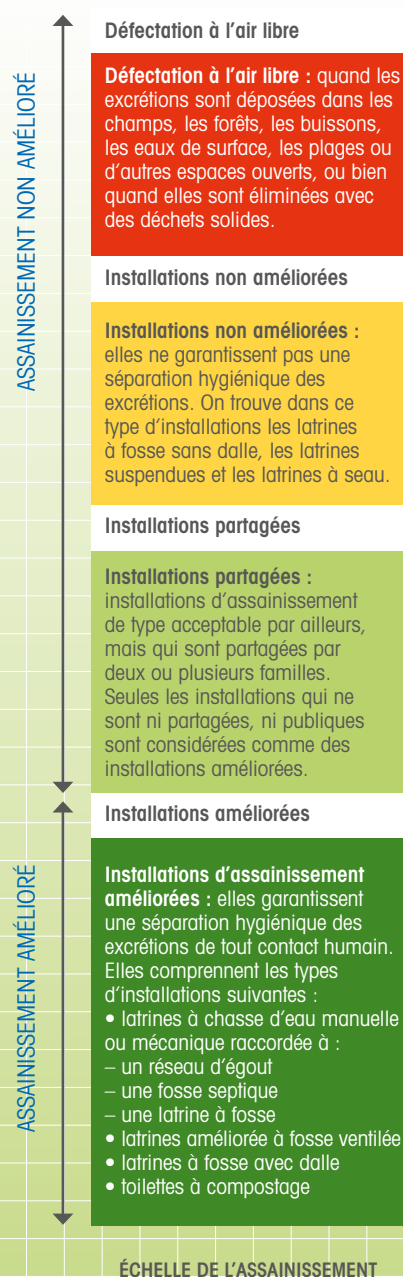 ASSAINISSEMENT NON AMÉLIORÉ
Défectation à l’air libre
Défectation à l’air libre : quand les
excrétions sont déposées dans les
champs, les forêts, les buissons,
les eaux de surface, les plages ou
d’autres espaces ouverts, ou bien
quand elles sont éliminées avec
des déchets solides.
Installations non améliorées
Installations non améliorées :
elles ne garantissent pas une
séparation hygiénique des
excrétions. On trouve dans ce
type d’installations les latrines
à fosse sans dalle, les latrines
suspendues et les latrines à seau.
Installations partagées
Installations partagées :
installations d’assainissement
de type acceptable par ailleurs,
mais qui sont partagées par
deux ou plusieurs familles.
Seules les installations qui ne
sont ni partagées, ni publiques
sont considérées comme des
installations améliorées.
ASSAINISSEMENT AMÉLIORÉ
Installations améliorées
Installations d’assainissement
améliorées : elles garantissent
une séparation hygiénique des
excrétions de tout contact humain.
Elles comprennent les types
d’installations suivantes :
• latrines à chasse d’eau manuelle
ou mécanique raccordée à :
– un réseau d’égout
– une fosse septique
– une latrine à fosse
• latrines améliorée à fosse ventilée
• latrines à fosse avec dalle
• toilettes à compostage
ÉCHELLE DE L’ASSAINISSEMENT